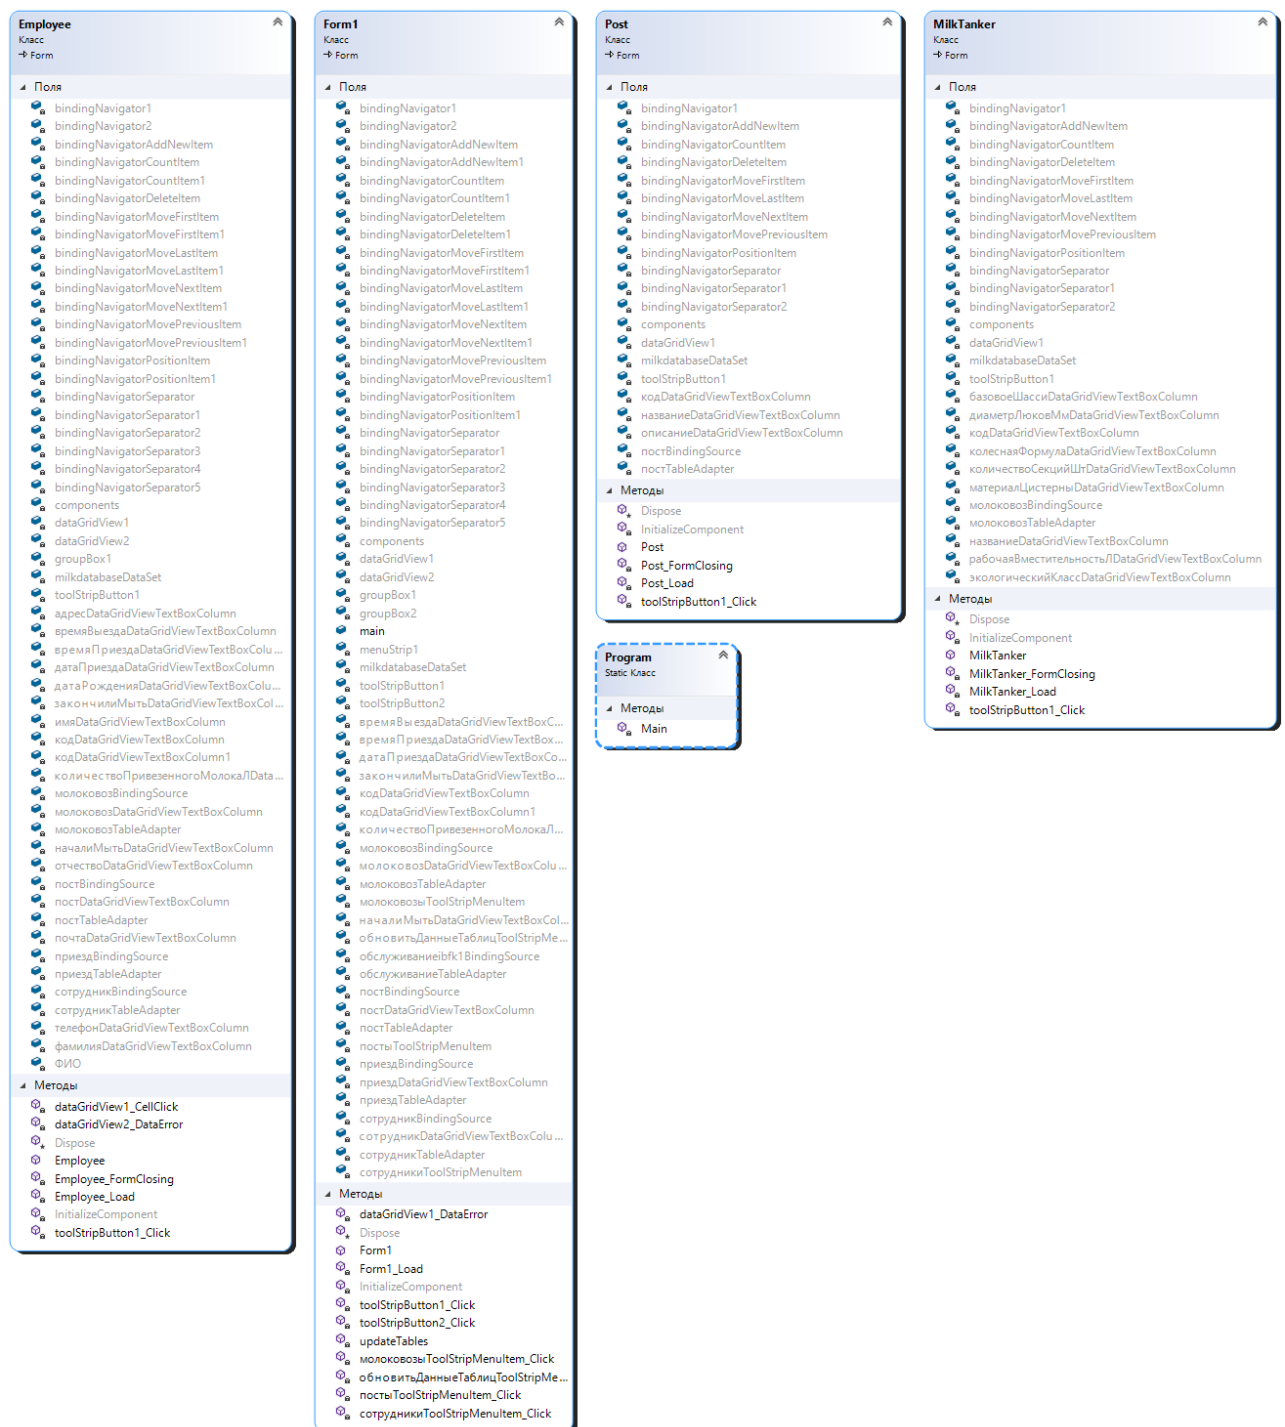 Employee
Класс
Form
Поля
bindingNavigator1
bindingNavigator2
bindingNavigatorAddNewItem
bindingNavigatorCountItem
bindingNavigatorCountItem1
bindingNavigatorDeleteItem
bindingNavigatorMoveFirstItem
bindingNavigatorMoveFirstItem1
bindingNavigatorMoveLastItem
bindingNavigatorMoveLastItem1
bindingNavigatorMoveNextItem
bindingNavigatorMoveNextItem1
bindingNavigatorMovePreviousItem
bindingNavigatorMovePreviousItem1
bindingNavigatorPositionItem
bindingNavigatorPositionItem1
bindingNavigatorSeparator
bindingNavigatorSeparator1
bindingNavigatorSeparator2
bindingNavigatorSeparator3
bindingNavigatorSeparator4
bindingNavigatorSeparator5
components
dataGridView1
dataGridView2
groupBox1
milkdatabaseDataSet
toolStripButton1
адресDataGridViewTextBoxColumn
времяВыездаDataGridViewTextBoxColumn
времяПриездаDataGridViewTextBoxColu...
датаПриездаDataGridViewTextBoxColumn
датаРожденияDataGridViewTextBoxColu...
закончилиМытьDataGridViewTextBoxCol...
имяDataGridViewTextBoxColumn
кодDataGridViewTextBoxColumn
кодDataGridViewTextBoxColumn1
количествоПривезенногоМолокаЛData...
молоковозBindingSource
молоковозDataGridViewTextBoxColumn
молоковозTableAdapter
началиМытьDataGridViewTextBoxColumn
отчествоDataGridViewTextBoxColumn
постBindingSource
постDataGridViewTextBoxColumn
постTableAdapter
почтаDataGridViewTextBoxColumn
приездBindingSource
приездTableAdapter
сотрудникBindingSource
сотрудникTableAdapter
телефонDataGridViewTextBoxColumn
фамилияDataGridViewTextBoxColumn
ФИО
Методы
dataGridView1_CellClick
dataGridView2_DataError
Dispose
Employee
Employee_FormClosing
Employee_Load
InitializeComponent
toolStripButton1_Click
Form1
Класс
Form
Поля
bindingNavigator1
bindingNavigator2
bindingNavigatorAddNewItem
bindingNavigatorAddNewItem1
bindingNavigatorCountItem
bindingNavigatorCountItem1
bindingNavigatorDeleteItem
bindingNavigatorDeleteItem1
bindingNavigatorMoveFirstItem
bindingNavigatorMoveFirstItem1
bindingNavigatorMoveLastItem
bindingNavigatorMoveLastItem1
bindingNavigatorMoveNextItem
bindingNavigatorMoveNextItem1
bindingNavigatorMovePreviousItem
bindingNavigatorMovePreviousItem1
bindingNavigatorPositionItem
bindingNavigatorPositionItem1
bindingNavigatorSeparator
bindingNavigatorSeparator1
bindingNavigatorSeparator2
bindingNavigatorSeparator3
bindingNavigatorSeparator4
bindingNavigatorSeparator5
components
dataGridView1
dataGridView2
groupBox1
groupBox2
main
menuStrip1
milkdatabaseDataSet
toolStripButton1
toolStripButton2
времяВыездаDataGridViewTextBoxC...
времяПриездаDataGridViewTextBox...
датаПриездаDataGridViewTextBoxCo...
закончилиМытьDataGridViewTextBo...
кодDataGridViewTextBoxColumn
кодDataGridViewTextBoxColumn1
количествоПривезенногоМолокаЛ...
молоковозBindingSource
молоковозDataGridViewTextBoxColu...
молоковозTableAdapter
молоковозыToolStripMenuItem
началиМытьDataGridViewTextBoxCol...
обновитьДанныеТаблицToolStripMe...
обслуживаниеibfk1BindingSource
обслуживаниеTableAdapter
постBindingSource
постDataGridViewTextBoxColumn
постTableAdapter
постыToolStripMenuItem
приездBindingSource
приездDataGridViewTextBoxColumn
приездTableAdapter
сотрудникBindingSource
сотрудникDataGridViewTextBoxColu...
сотрудникTableAdapter
сотрудникиToolStripMenuItem
Методы
dataGridView1_DataError
Dispose
Form1
Form1_Load
InitializeComponent
toolStripButton1_Click
toolStripButton2_Click
updateTables
молоковозыToolStripMenuItem_Click
обновитьДанныеТаблицToolStripMe...
постыToolStripMenuItem_Click
сотрудникиToolStripMenuItem_Click
Post
Класс
Form
Поля
bindingNavigator1
bindingNavigatorAddNewItem
bindingNavigatorCountItem
bindingNavigatorDeleteItem
bindingNavigatorMoveFirstItem
bindingNavigatorMoveLastItem
bindingNavigatorMoveNextItem
bindingNavigatorMovePreviousItem
bindingNavigatorPositionItem
bindingNavigatorSeparator
bindingNavigatorSeparator1
bindingNavigatorSeparator2
components
dataGridView1
milkdatabaseDataSet
toolStripButton1
кодDataGridViewTextBoxColumn
названиеDataGridViewTextBoxColumn
описаниеDataGridViewTextBoxColumn
постBindingSource
постTableAdapter
Методы
Dispose
InitializeComponent
Post
Post_FormClosing
Post_Load
toolStripButton1_Click
Program
Static Класс
Методы
Main
MilkTanker
Класс
Form
Поля
bindingNavigator1
bindingNavigatorAddNewItem
bindingNavigatorCountItem
bindingNavigatorDeleteItem
bindingNavigatorMoveFirstItem
bindingNavigatorMoveLastItem
bindingNavigatorMoveNextItem
bindingNavigatorMovePreviousItem
bindingNavigatorPositionItem
bindingNavigatorSeparator
bindingNavigatorSeparator1
bindingNavigatorSeparator2
components
dataGridView1
milkdatabaseDataSet
toolStripButton1
базовоеШассиDataGridViewTextBoxColumn
диаметрЛюковМмDataGridViewTextBoxColumn
кодDataGridViewTextBoxColumn
колеснаяФормулаDataGridViewTextBoxColumn
количествоСекцийШтDataGridViewTextBoxColumn
материалЦистерныDataGridViewTextBoxColumn
молоковозBindingSource
молоковозTableAdapter
названиеDataGridViewTextBoxColumn
рабочаяВместительностьЛDataGridViewTextBoxColumn
экологическийКлассDataGridViewTextBoxColumn
Методы
Dispose
InitializeComponent
MilkTanker
MilkTanker_FormClosing
MilkTanker_Load
toolStripButton1_Click